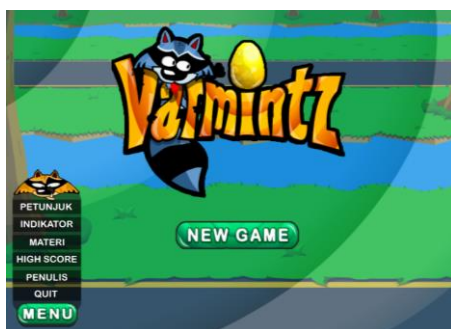 Varmintz
NEW GAME
PETUNJUK
INDIKATOR
MATERI
HIGH SCORE
PENULIS
QUIT
MENU